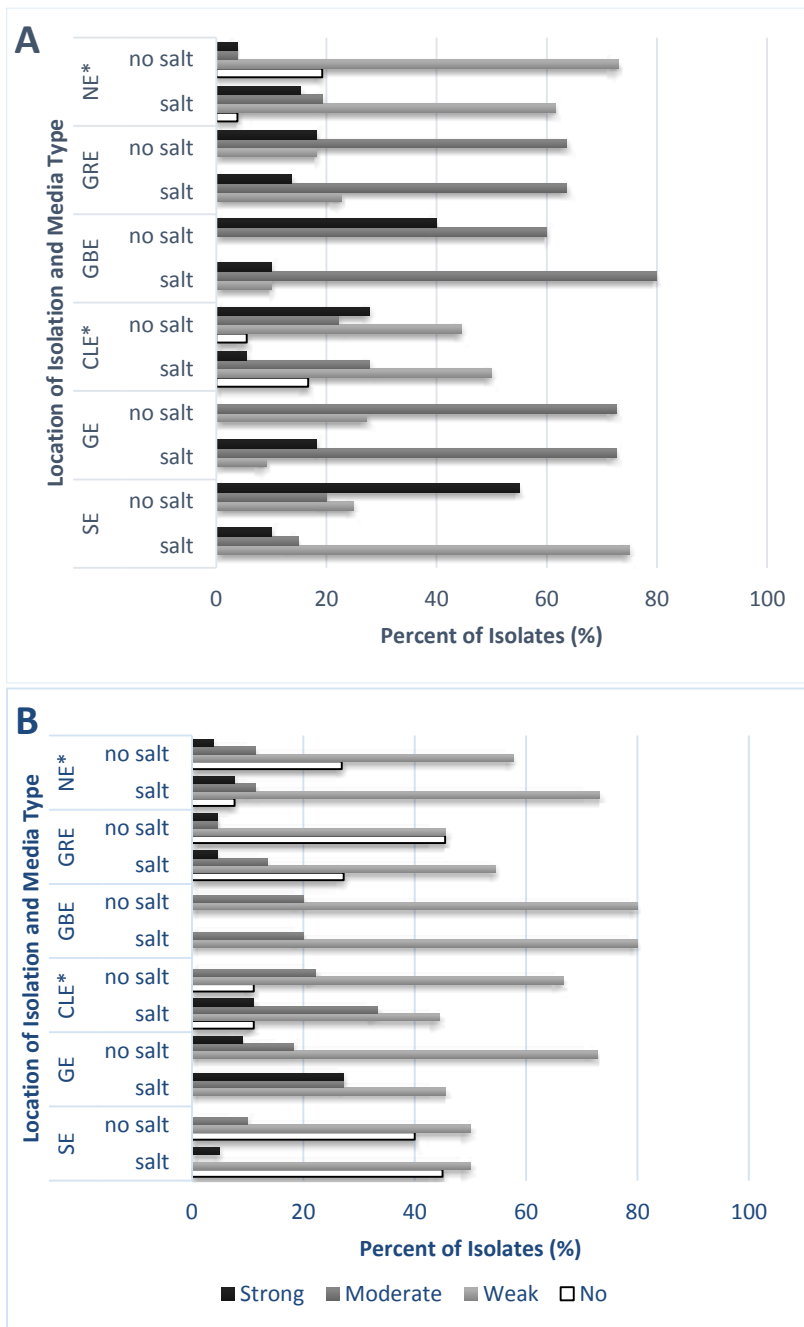 A
Location of Isolation and Media Type
NE*
no salt
salt
GRE
no salt
salt
GBE
no salt
salt
CLE*
no salt
salt
GE
no salt
salt
SE
no salt
salt
0 20 40 60 80 100
Percent of Isolates (%)
B
Location of Isolation and Media Type
NE*
no salt
salt
GRE
no salt
salt
GBE
no salt
salt
CLE*
no salt
salt
GE
no salt
salt
SE
no salt
salt
0 20 40 60 80 100
Percent of Isolates (%)
Strong Moderate Weak No